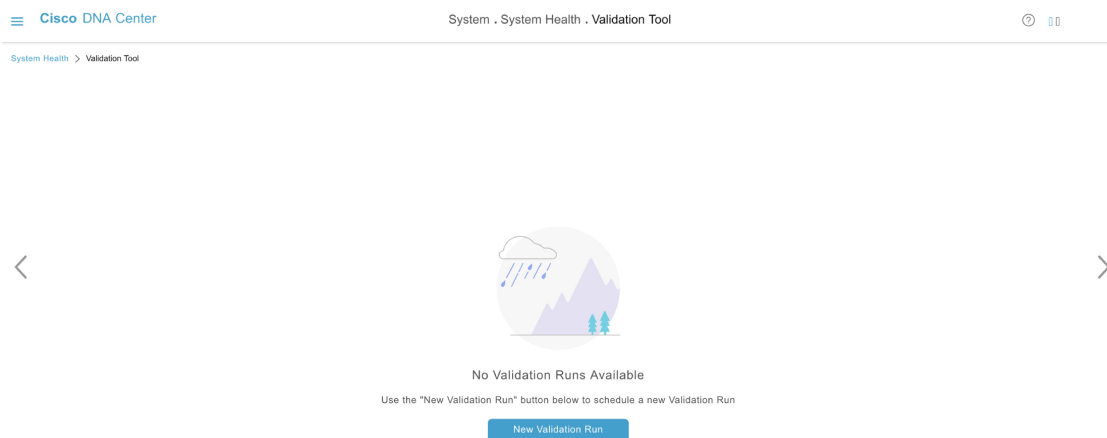 Cisco DNA Center
System . System Health . Validation Tool
System Health > Validation Tool
No Validation Runs Available
Use the "New Validation Run" button below to schedule a new Validation Run
New Validation Run